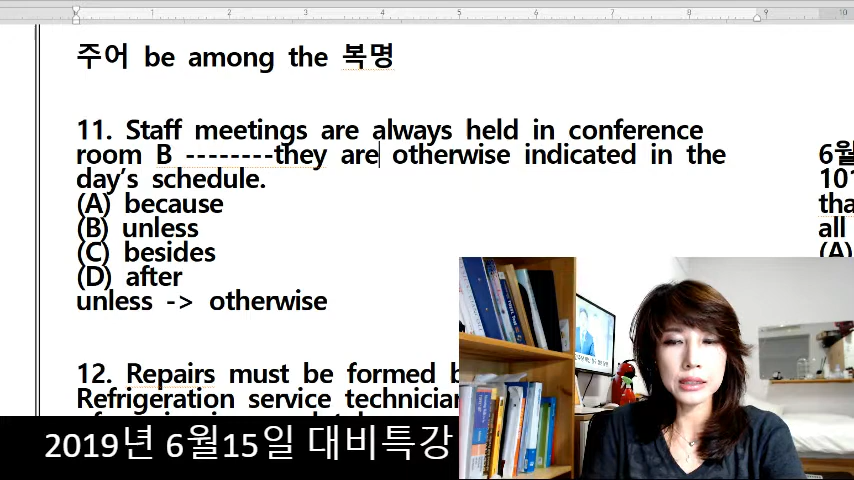 주어 be among the 복명
11. Staff meetings are always held in conference
room B --------they are otherwise indicated in the
day's schedule.
(A) because
(B) unless
(C) besides
(D) after
unless -> otherwise
12. Repairs must be formed
Refrigeration service technician
6월
101
tha
all
(A)
2019년 6월15일 대비특강